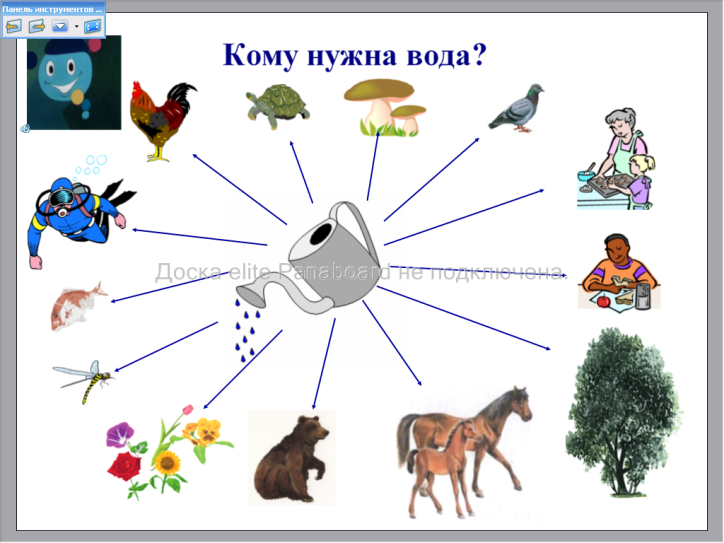 Панель инструментов ...
Кому нужна вода?
Доска elite Panaboard не подключена.